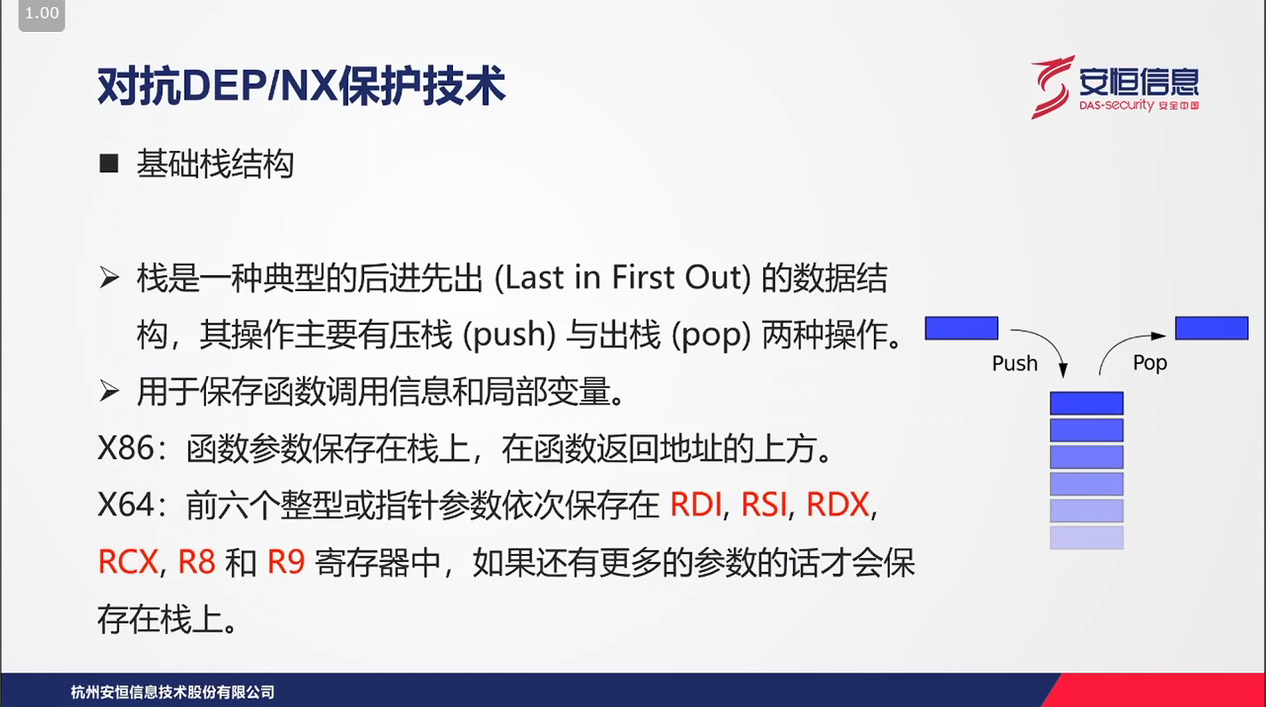 1.00
对抗DEP/NX保护技术
安恒信息
DAS-security 安全中国
■ 基础栈结构
➢ 栈是一种典型的后进先出 (Last in First Out) 的数据结
构，其操作主要有压栈 (push) 与出栈 (pop) 两种操作。
➢ 用于保存函数调用信息和局部变量。
X86：函数参数保存在栈上，在函数返回地址的上方。
X64：前六个整型或指针参数依次保存在 RDI, RSI, RDX,
RCX, R8 和 R9 寄存器中，如果还有更多的参数的话才会保
存在栈上。
Push
Pop
杭州安恒信息技术股份有限公司